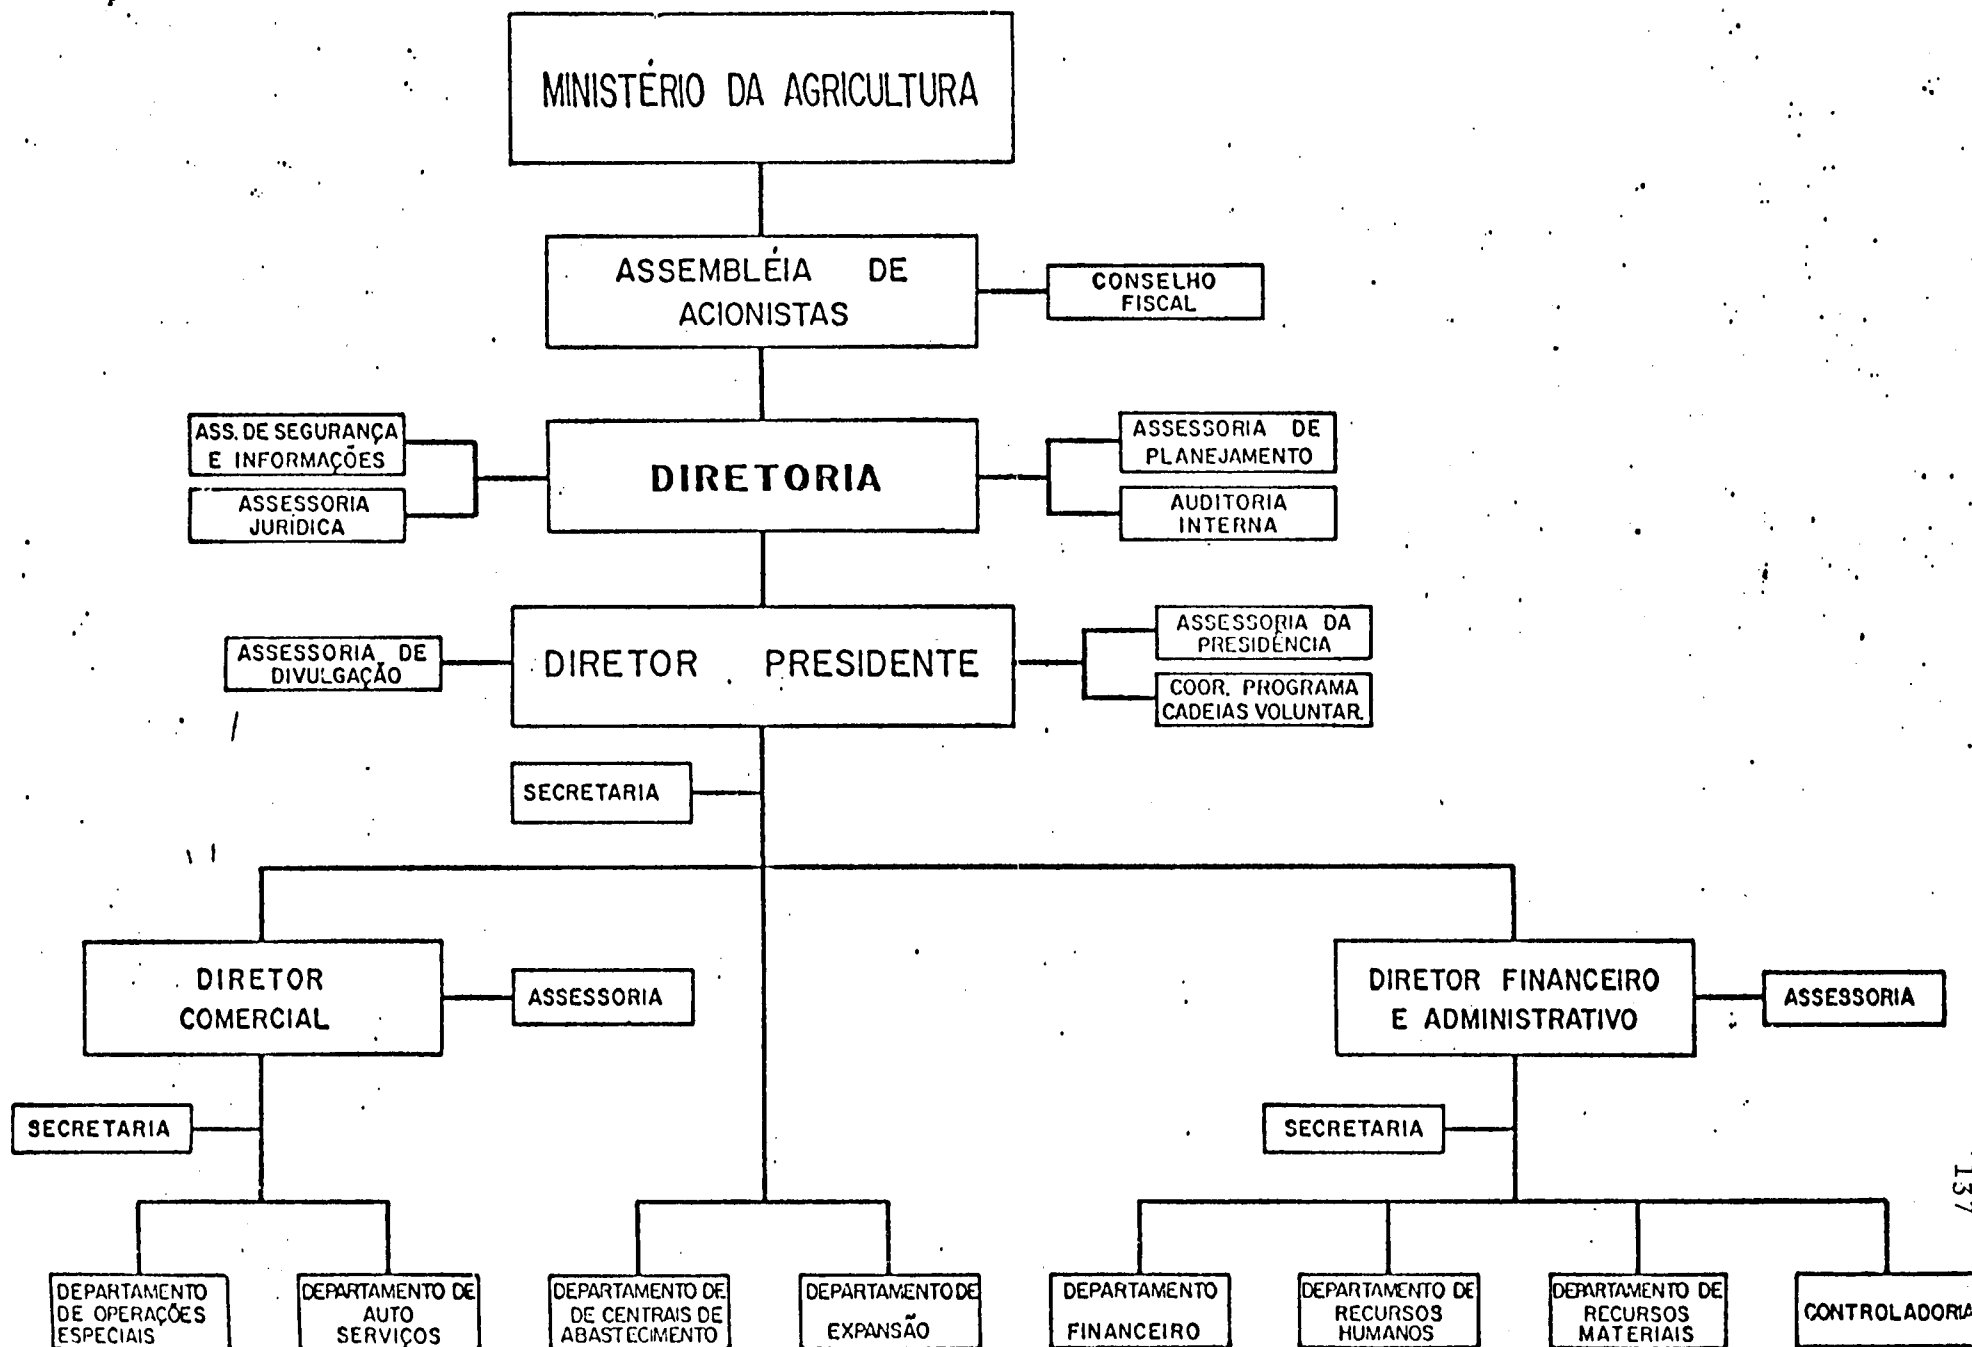 MINISTÉRIO DA AGRICULTURA
ASSEMBLÉIA DE
ACIONISTAS
CONSELHO
FISCAL
ASS. DE SEGURANÇA
E INFORMAÇÕES
ASSESSORIA
JURÍDICA
DIRETORIA
ASSESSORIA DE
PLANEJAMENTO
AUDITORIA
INTERNA
ASSESSORIA DE
DIVULGAÇÃO
DIRETOR PRESIDENTE
ASSESSORIA DA
PRESIDÊNCIA
COOR. PROGRAMA
CADEIAS VOLUNTAR.
SECRETARIA
DIRETOR
COMERCIAL
ASSESSORIA
DIRETOR FINANCEIRO
E ADMINISTRATIVO
ASSESSORIA
SECRETARIA
SECRETARIA
137
DEPARTAMENTO
DE OPERAÇÕES
ESPECIAIS
DEPARTAMENTO DE
AUTO
SERVIÇOS
DEPARTAMENTO DE
DE CENTRAIS DE
ABASTECIMENTO
DEPARTAMENTO DE
EXPANSÃO
DEPARTAMENTO
FINANCEIRO
DEPARTAMENTO DE
RECURSOS
HUMANOS
DEPARTAMENTO DE
RECURSOS
MATERIAIS
CONTROLADORIA